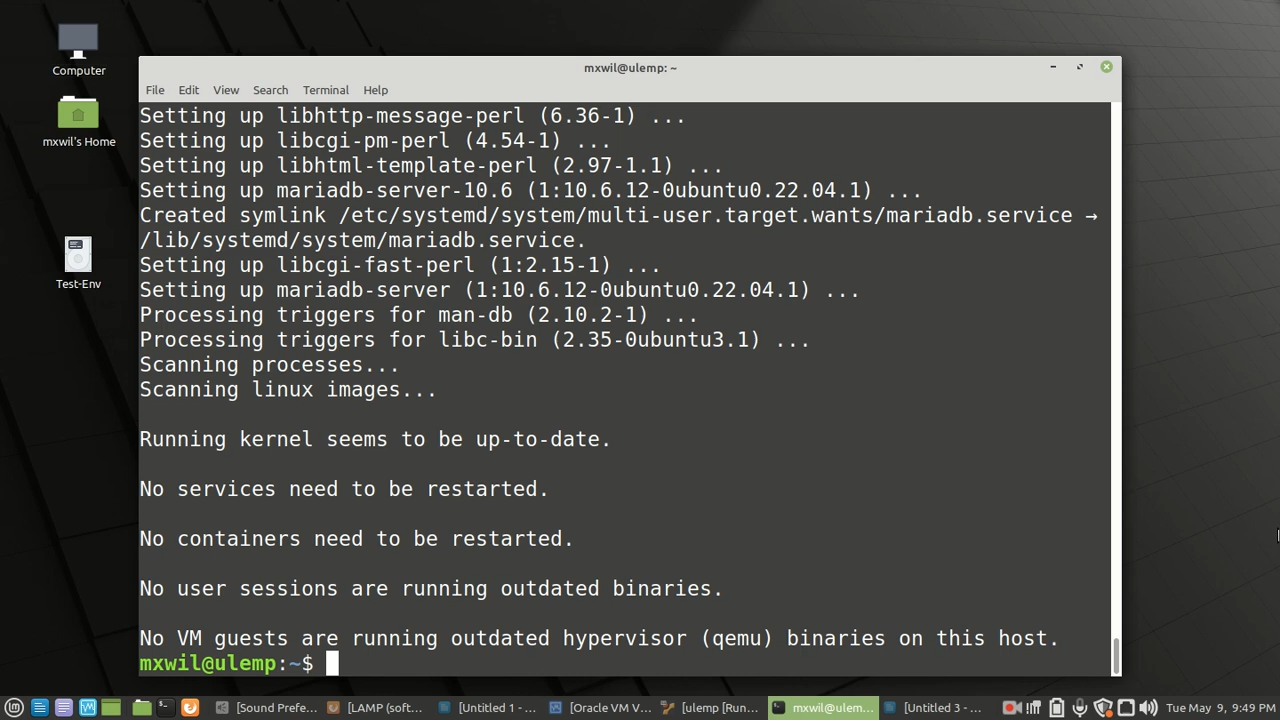 Computer
mxwil's Home
Test-Env
mxwil@ulemp: ~
File Edit View Search Terminal Help
Setting up libhttp-message-perl (6.36-1) ...
Setting up libcgi-pm-perl (4.54-1) ...
Setting up libhtml-template-perl (2.97-1.1) ...
Setting up mariadb-server-10.6 (1:10.6.12-0ubuntu0.22.04.1) ...
Created symlink /etc/systemd/system/multi-user.target.wants/mariadb.service →
/lib/systemd/system/mariadb.service.
Setting up libcgi-fast-perl (1:2.15-1) ...
Setting up mariadb-server (1:10.6.12-0ubuntu0.22.04.1) ...
Processing triggers for man-db (2.10.2-1) ...
Processing triggers for libc-bin (2.35-0ubuntu3.1) ...
Scanning processes...
Scanning linux images...
Running kernel seems to be up-to-date.
No services need to be restarted.
No containers need to be restarted.
No user sessions are running outdated binaries.
No VM guests are running outdated hypervisor (qemu) binaries on this host.
mxwil@ulemp:~$
[Sound Prefe... [LAMP (soft... [Untitled 1 - ... [Oracle VM V... [ulemp [Run... mxwil@ulem... [Untitled 3 - ... Tue May 9, 9:49 PM